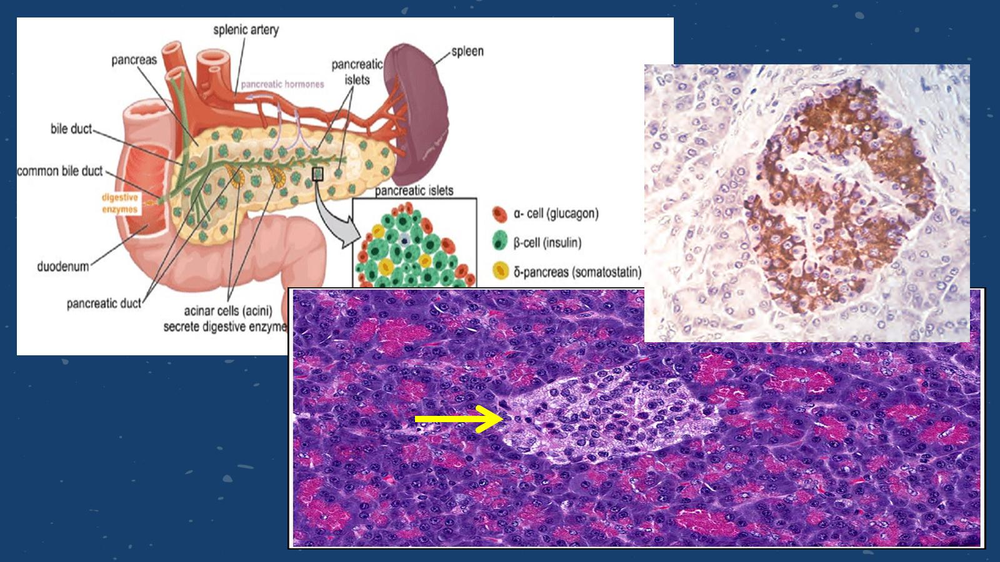 splenic artery
pancreas
spleen
pancreatic
islets
pancreatic hormones
bile duct
common bile duct
digestive
enzymes
duodenum
pancreatic duct
acinar cells (acini)
secrete digestive enzyme
pancreatic islets
α- cell (glucagon)
β-cell (insulin)
δ-pancreas (somatostatin)